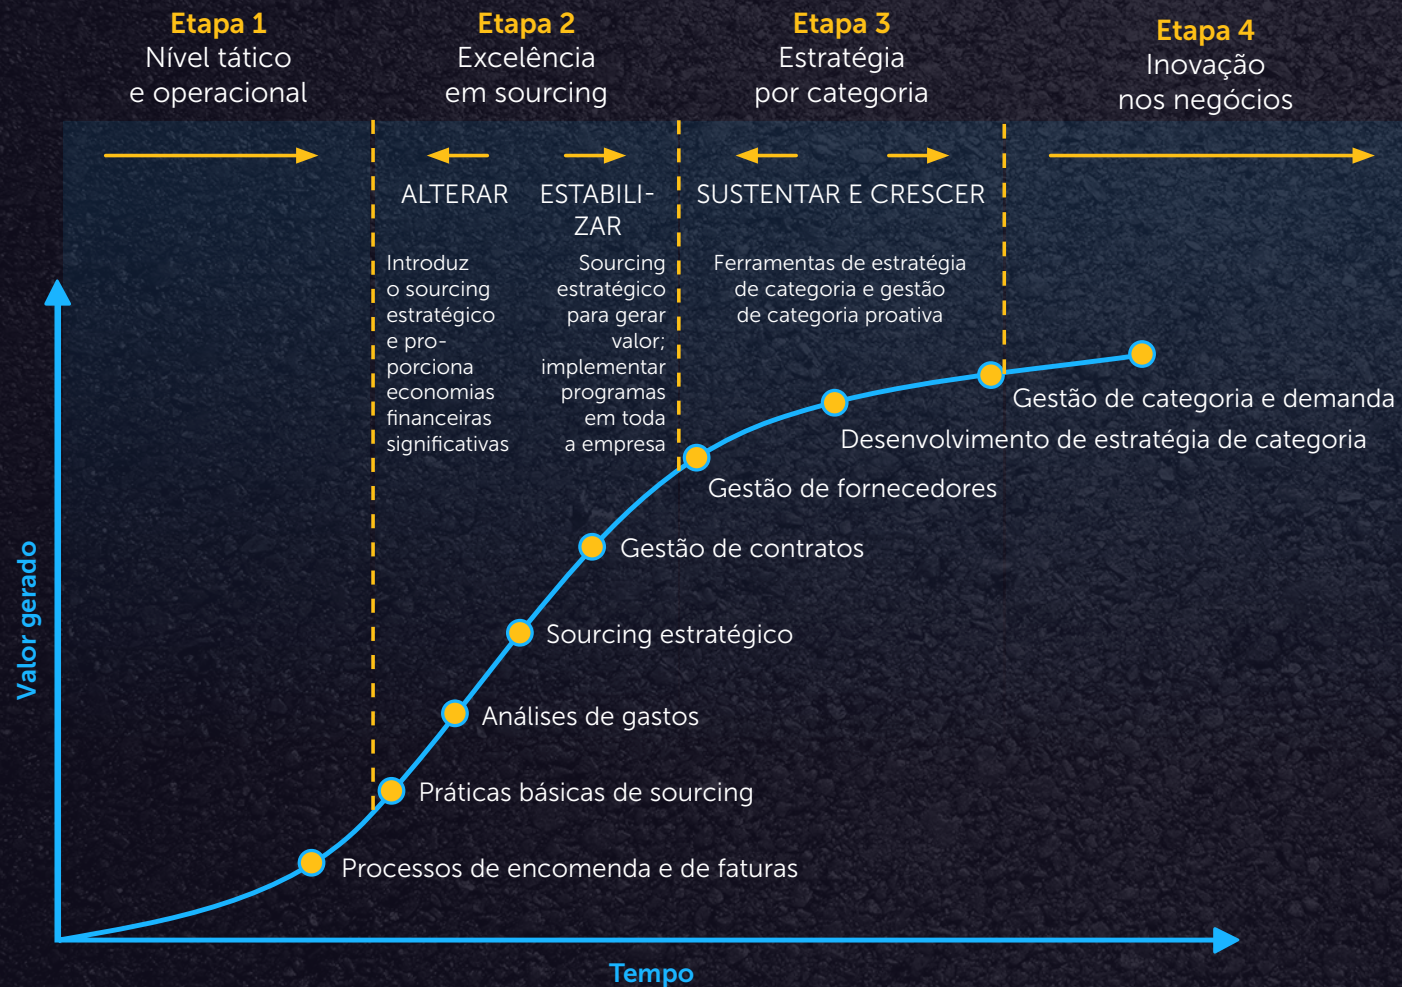 Etapa 1
Nível tático
e operacional
Etapa 2
Excelência
em sourcing
Etapa 3
Estratégia
por categoria
Etapa 4
Inovação
nos negócios
ALTERAR
Introduz
o sourcing
estratégico
e pro-
porciona
economias
financeiras
significativas
ESTABILI-
ZAR
Sourcing
estratégico
para gerar
valor;
implementar
programas
em toda
a empresa
SUSTENTAR E CRESCER
Ferramentas de estratégia
de categoria e gestão
de categoria proativa
Gestão de categoria e demanda
Desenvolvimento de estratégia de categoria
Gestão de fornecedores
Gestão de contratos
Sourcing estratégico
Análises de gastos
Práticas básicas de sourcing
Processos de encomenda e de faturas
Valor gerado
Tempo